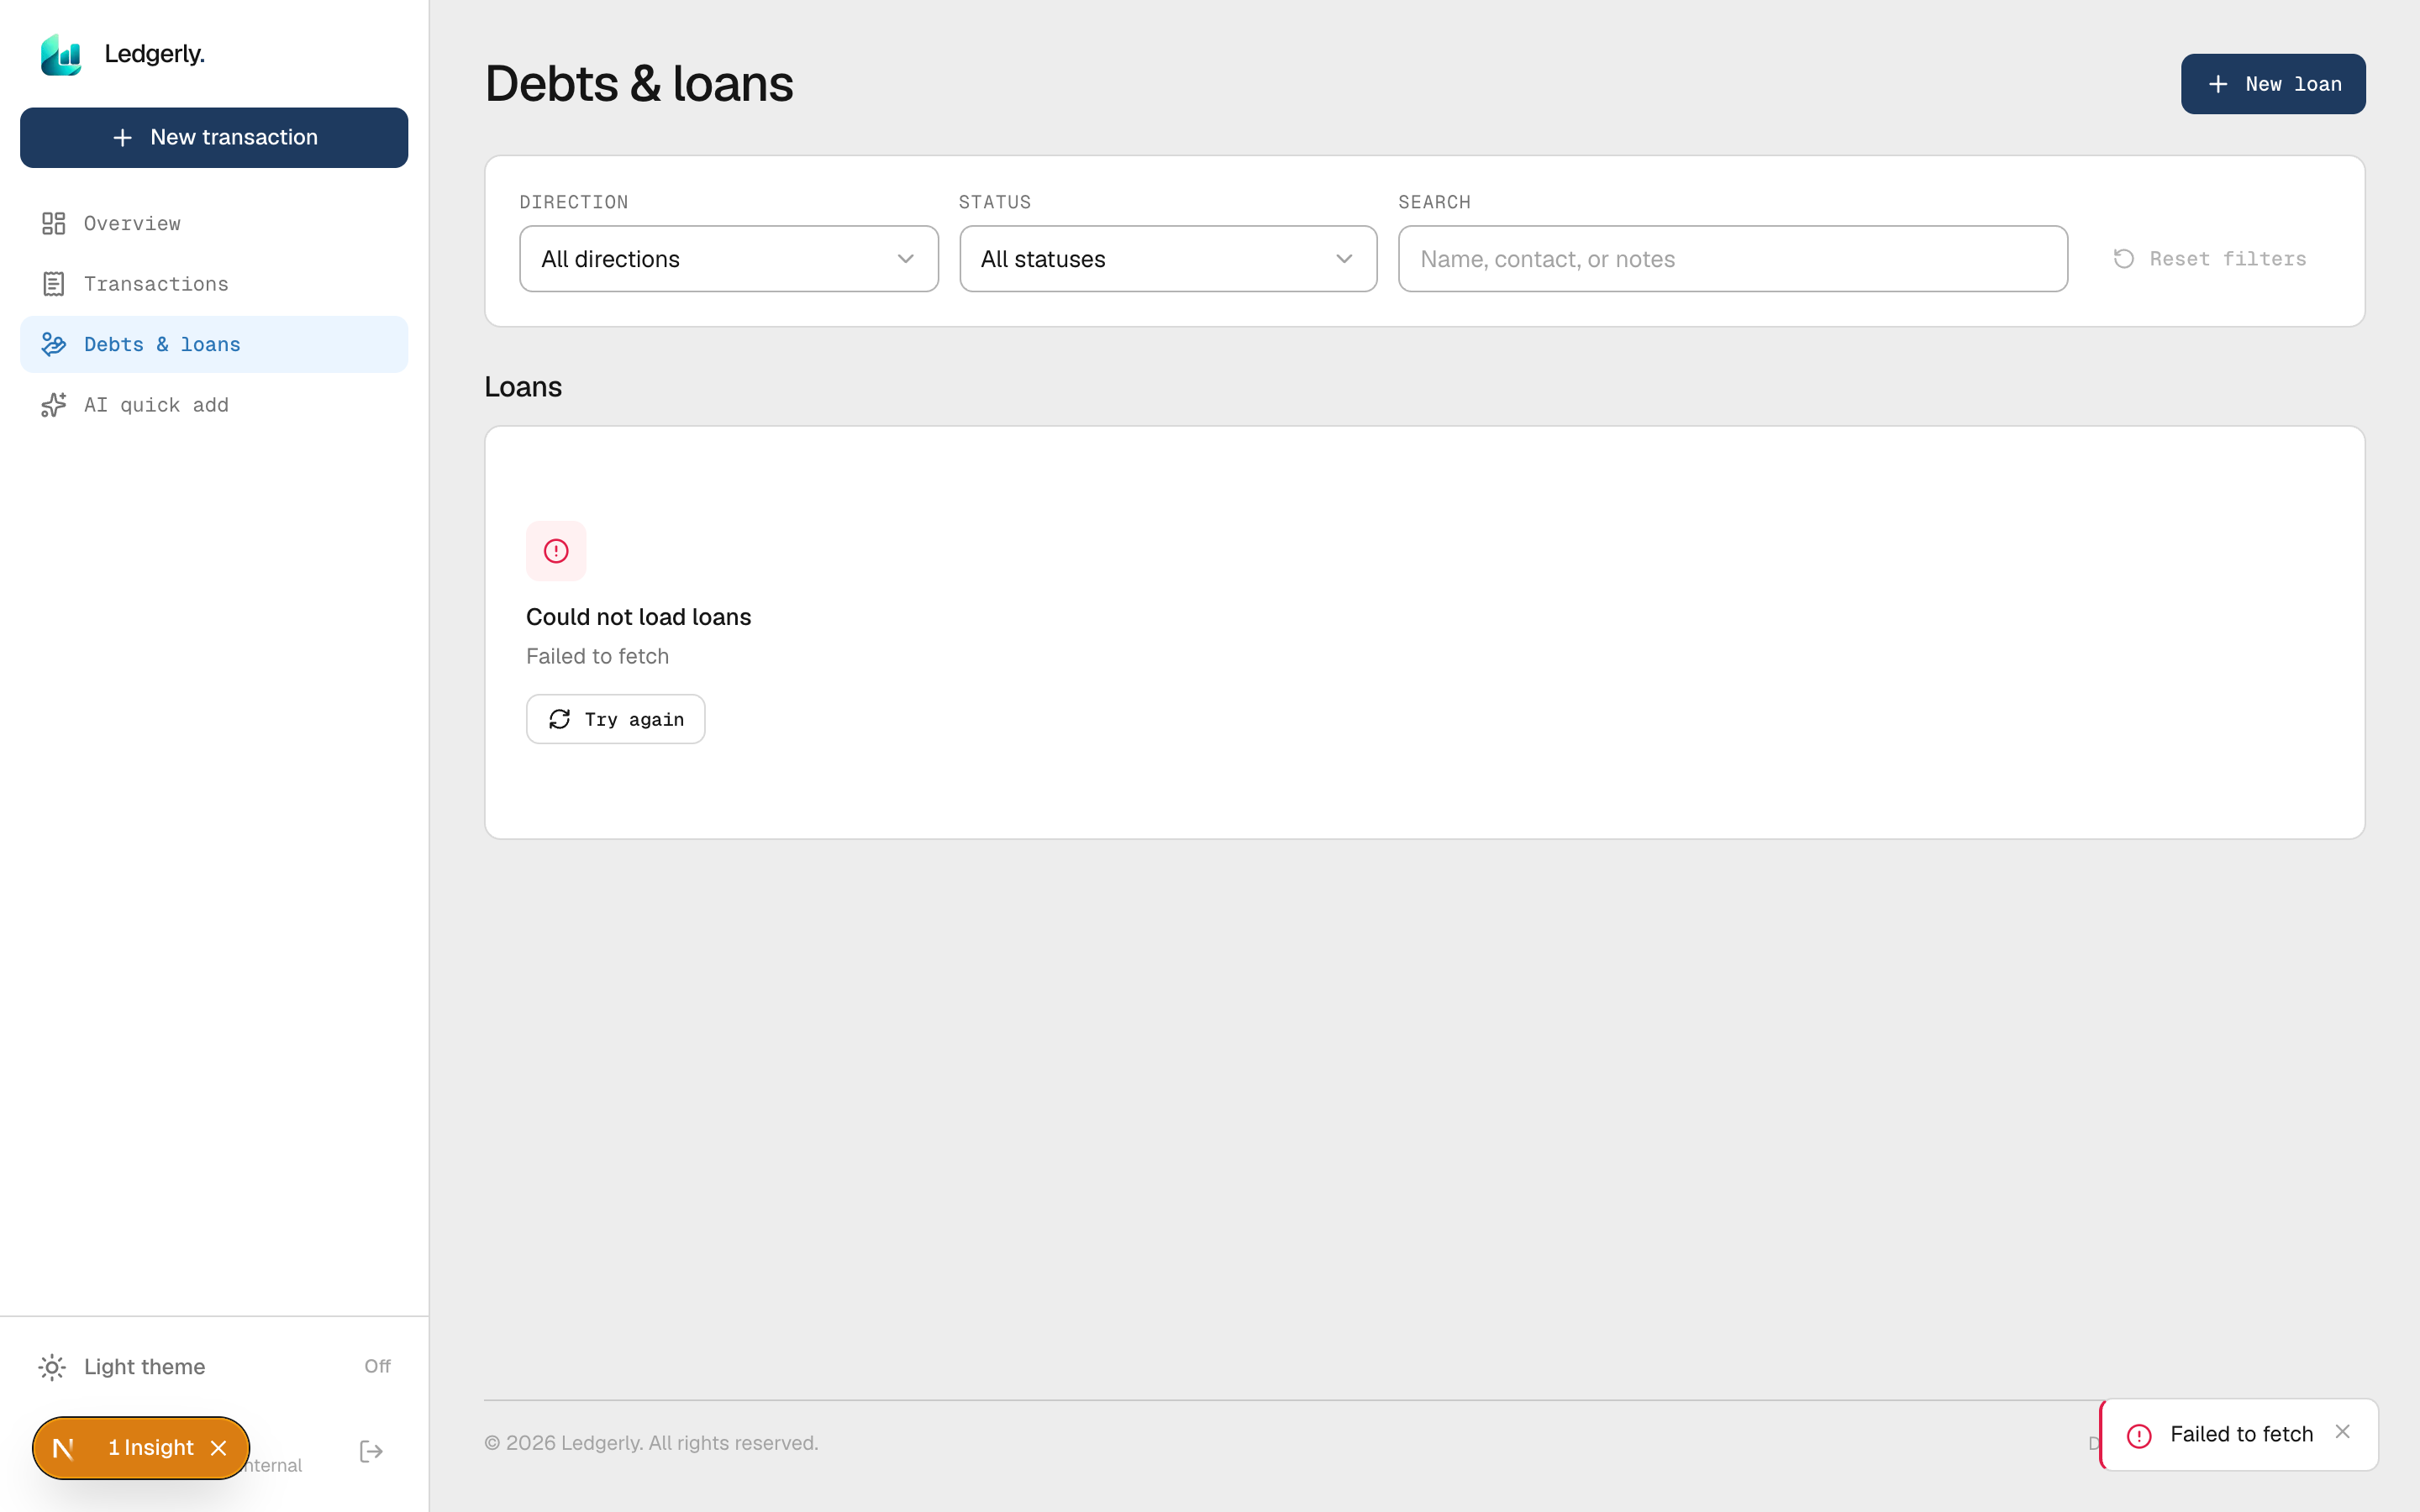 Ledgerly.
New transaction
Overview
Transactions
Debts & loans
AI quick add
Light theme
Off
1 Insight
Debts & loans
New loan
DIRECTION
STATUS
SEARCH
All directions
All statuses
Name, contact, or notes
Reset filters
Loans
Could not load loans
Failed to fetch
Try again
© 2026 Ledgerly. All rights reserved.
Failed to fetch